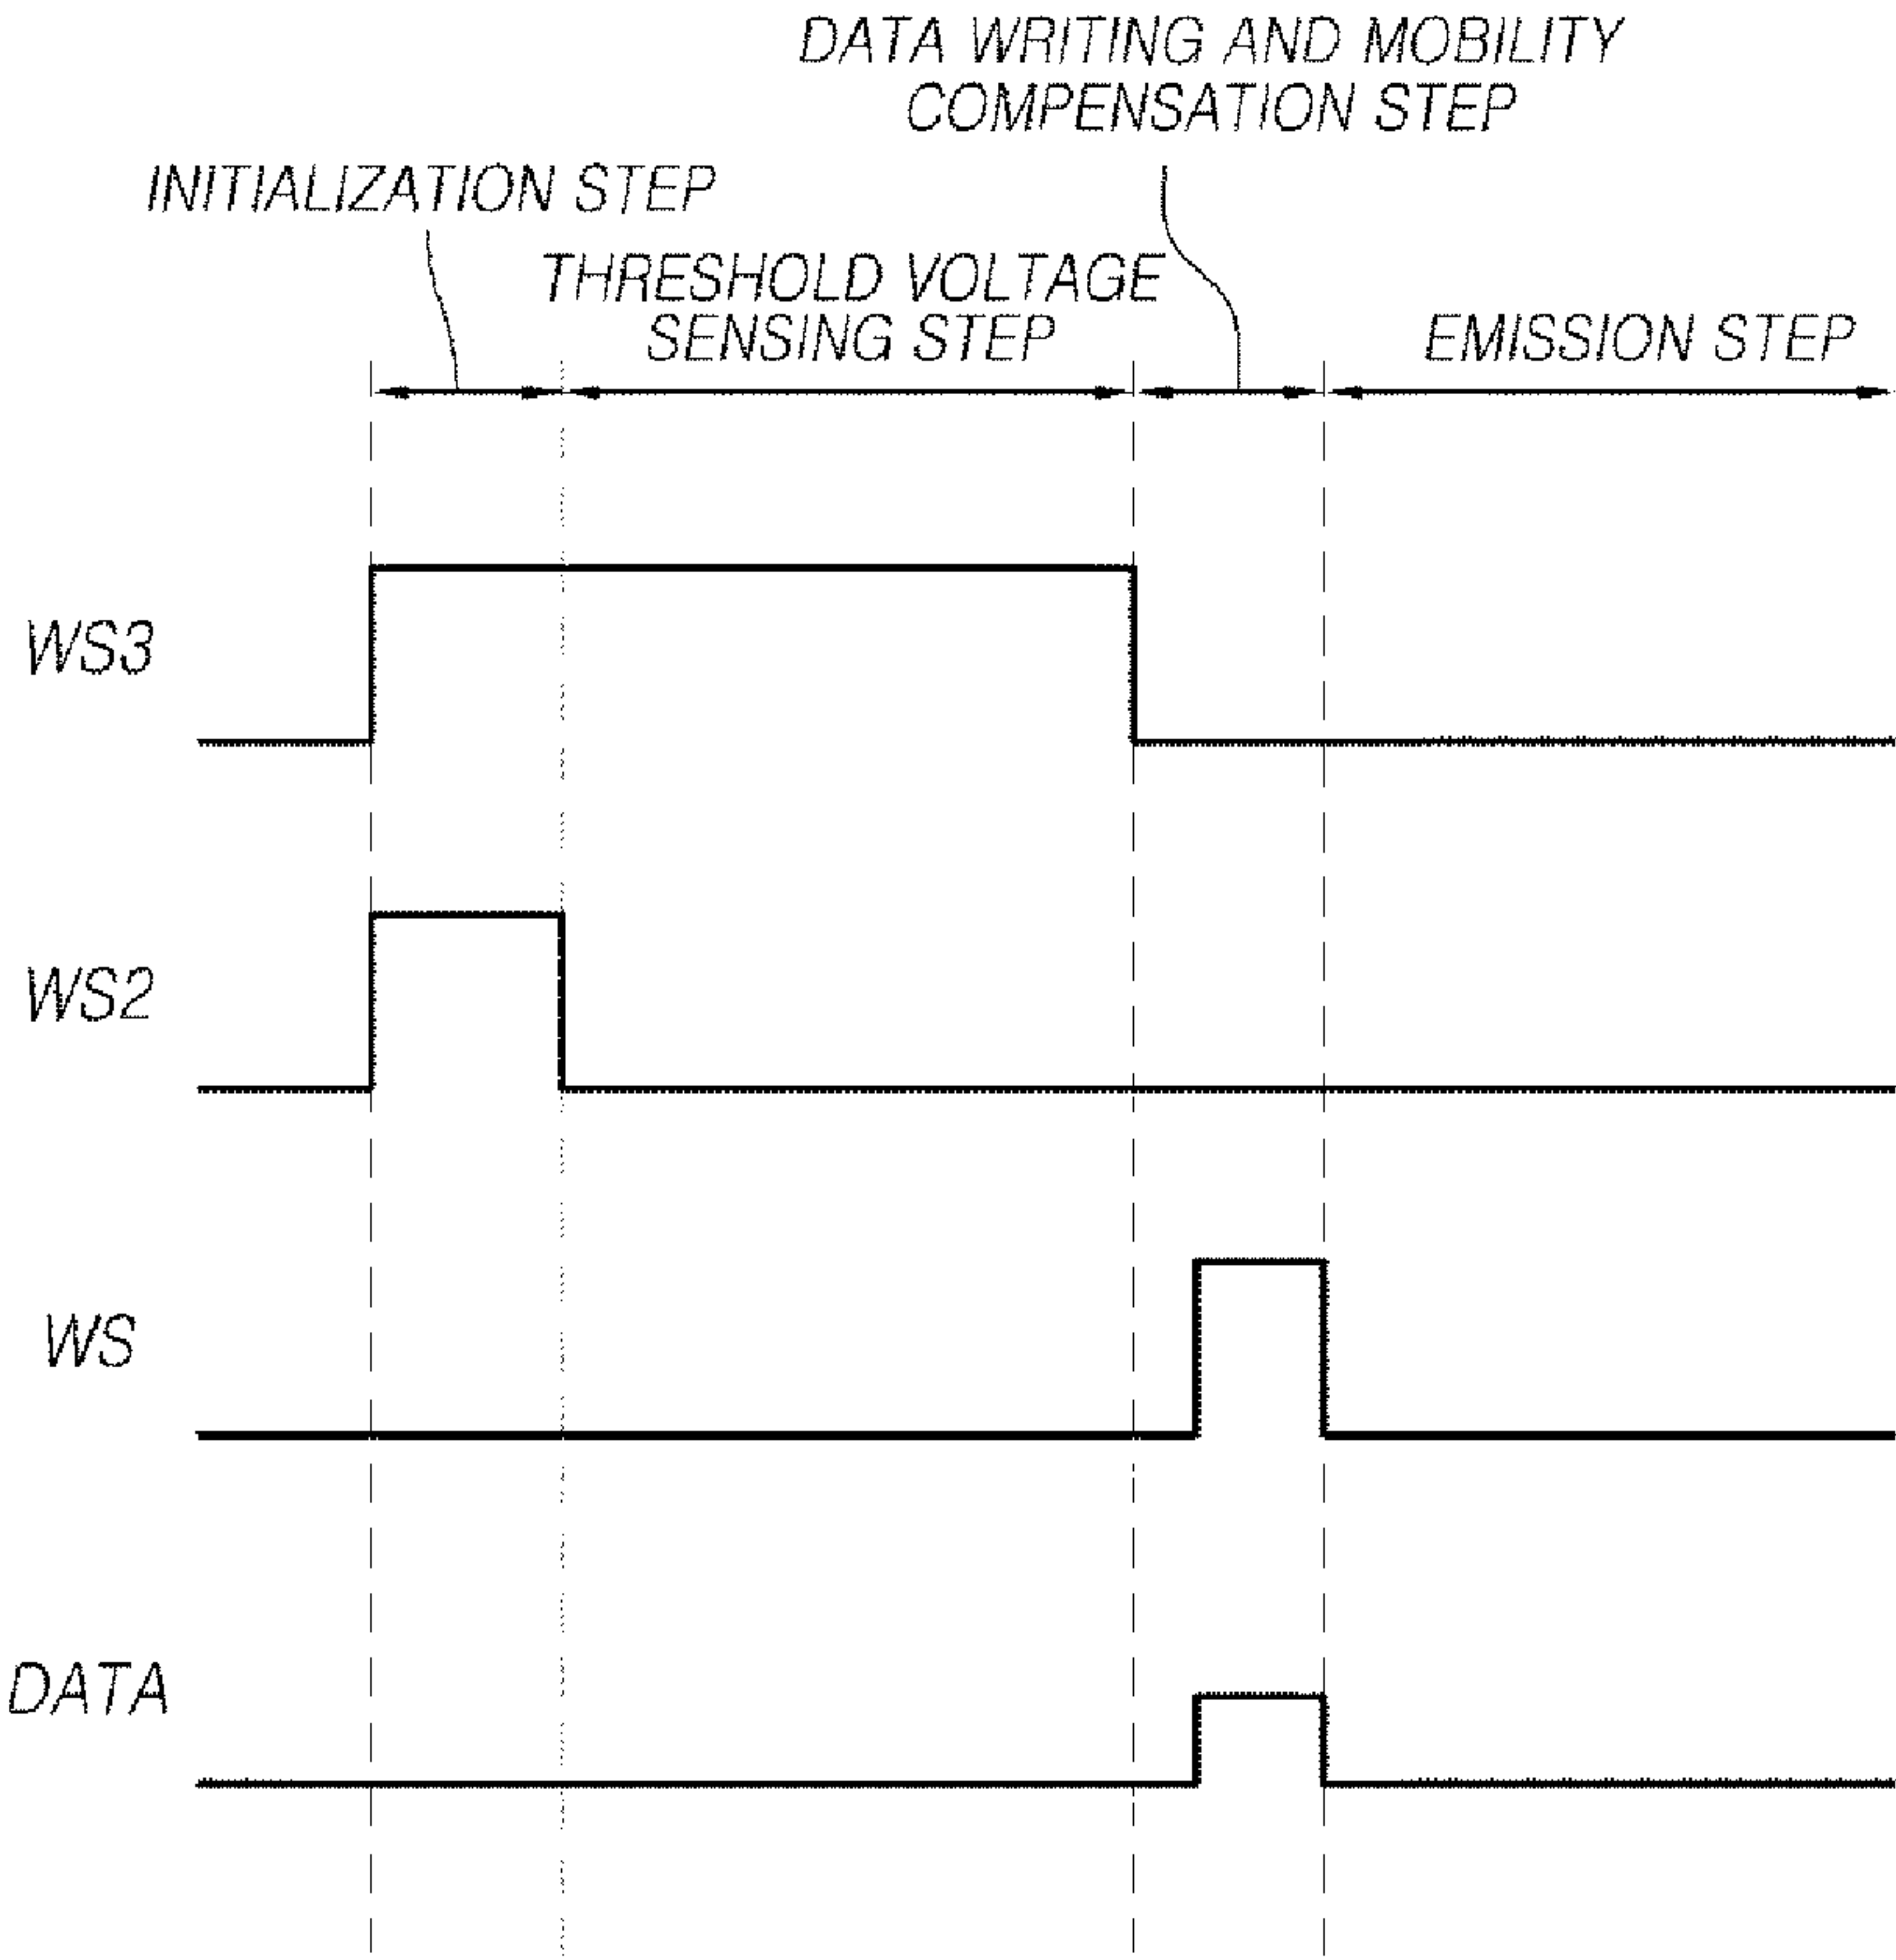 DATA WRITING AND MOBILITY
COMPENSATION STEP
INITIALIZATION STEP
THRESHOLD VOLTAGE
SENSING STEP
EMISSION STEP
WS3
WS2
WS
DATA